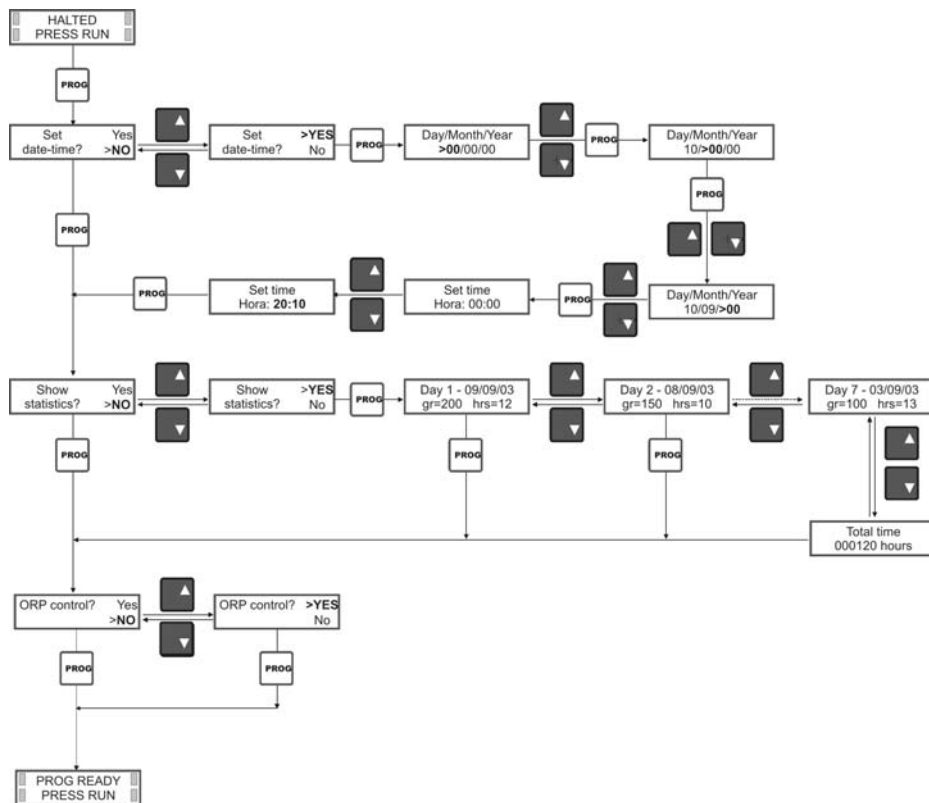 HALTED
PRESS RUN
PROG
Set Yes
date-time? >NO
Set >YES
date-time? No
PROG
Day/Month/Year
>00/00/00
PROG
Day/Month/Year
10/>00/00
PROG
PROG
PROG
Set time
Hora: 20:10
Set time
Hora: 00:00
PROG
Day/Month/Year
10/09/>00
Show Yes
statistics? >NO
Show >YES
statistics? No
PROG
Day 1 - 09/09/03
gr=200 hrs=12
Day 2 - 08/09/03
gr=150 hrs=10
Day 7 - 03/09/03
gr=100 hrs=13
PROG
PROG
PROG
Total time
000120 hours
ORP control? Yes
>NO
ORP control? >YES
No
PROG
PROG
PROG READY
PRESS RUN